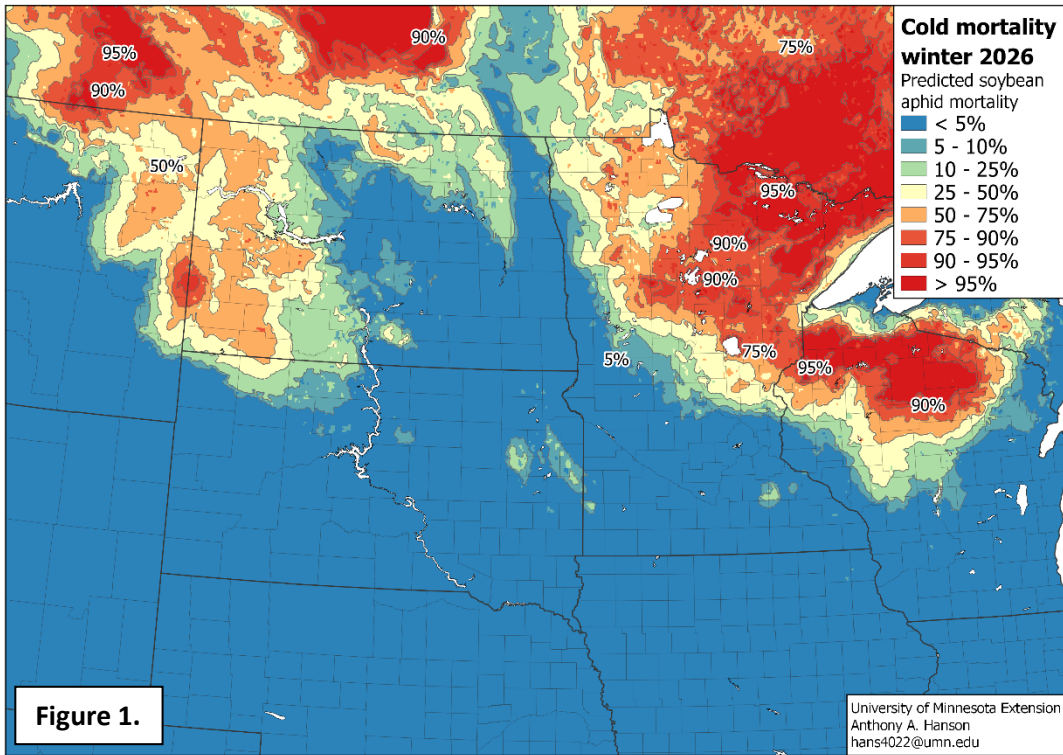 Cold mortality
winter 2026
Predicted soybean
aphid mortality
< 5%
5 - 10%
10 - 25%
25 - 50%
50 - 75%
75 - 90%
90 - 95%
> 95%
90%
75%
95%
90%
50%
95%
90%
90%
5%
75%
95%
90%
Figure 1.
University of Minnesota Extension
Anthony A. Hanson
hans4022@umn.edu